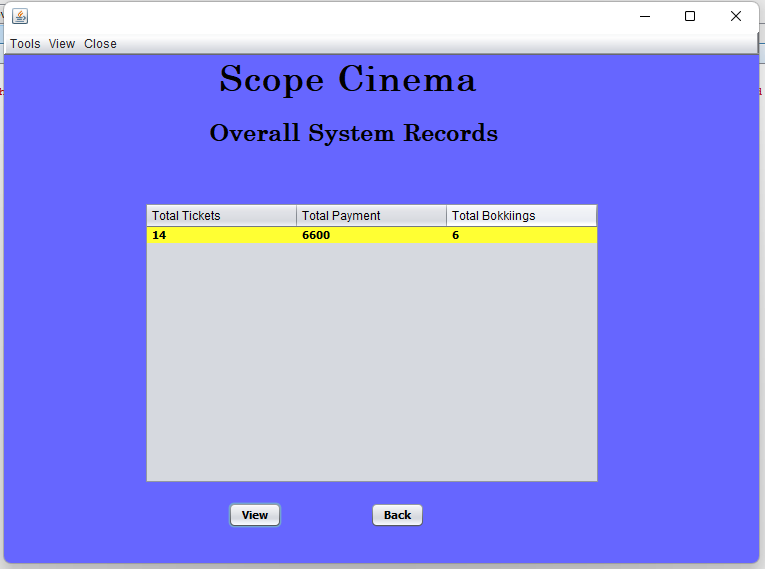 Tools View Close
Scope Cinema
Overall System Records
Total Tickets Total Payment Total Bokkiings
14 6600 6
View Back